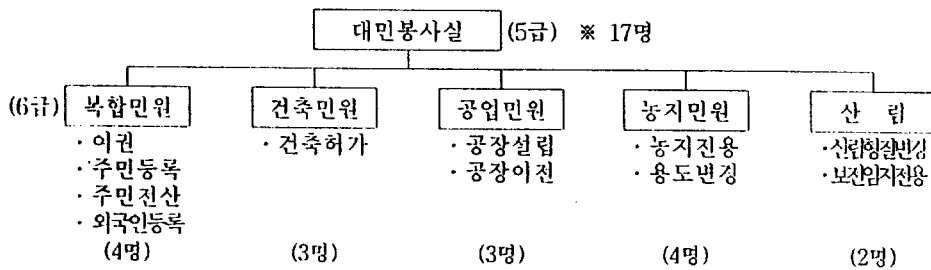 대민봉사실 (5급) ※ 17명
(6급) 복합민원 건축민원 공업민원 농지민원 산 림
· 이권 · 건축허가 · 공장설립 · 농지전용 · 산림형질변경
· 주민등록 · 공장이전 · 용도변경 · 보전임지전용
· 주민전산
· 외국인등록
(4명) (3명) (3명) (4명) (2명)